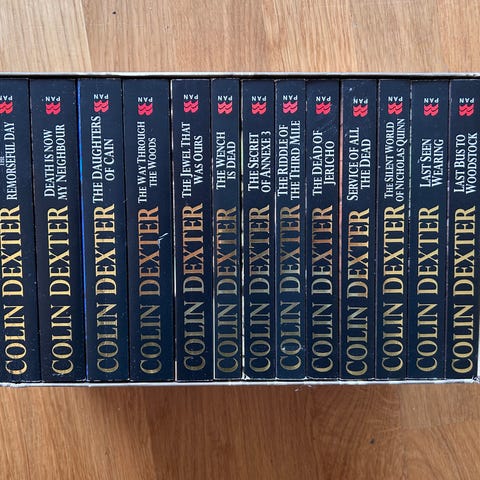 COLIN DEXTER
THE
REMORSEFUL DAY
PAN
COLIN DEXTER
DEATH IS NOW
MY NEIGHBOUR
PAN
COLIN DEXTER
THE DAUGHTERS
OF CAIN
PAN
COLIN DEXTER
THE WAY THROUGH
THE WOODS
PAN
COLIN DEXTER
THE JEWEL THAT
WAS OURS
PAN
COLIN DEXTER
THE WENCH
IS DEAD
PAN
COLIN DEXTER
THE SECRET
OF ANNEXE 3
PAN
COLIN DEXTER
THE RIDDLE OF
THE THIRD MILE
PAN
COLIN DEXTER
THE DEAD OF
JERICHO
PAN
COLIN DEXTER
SERVICE OF ALL
THE DEAD
PAN
COLIN DEXTER
THE SILENT WORLD
OF NICHOLAS QUINN
PAN
COLIN DEXTER
LAST SEEN
WEARING
PAN
COLIN DEXTER
LAST BUS TO
WOODSTOCK
PAN